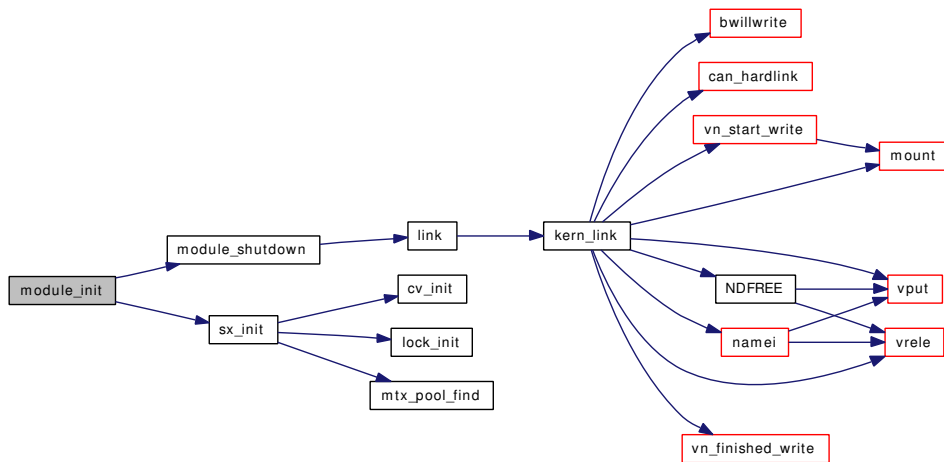 bwillwrite
can_hardlink
vn_start_write
mount
link
kern_link
module_shutdown
module_init
cv_init
NDFREE
vput
sx_init
lock_init
namei
vrele
mtx_pool_find
vn_finished_write